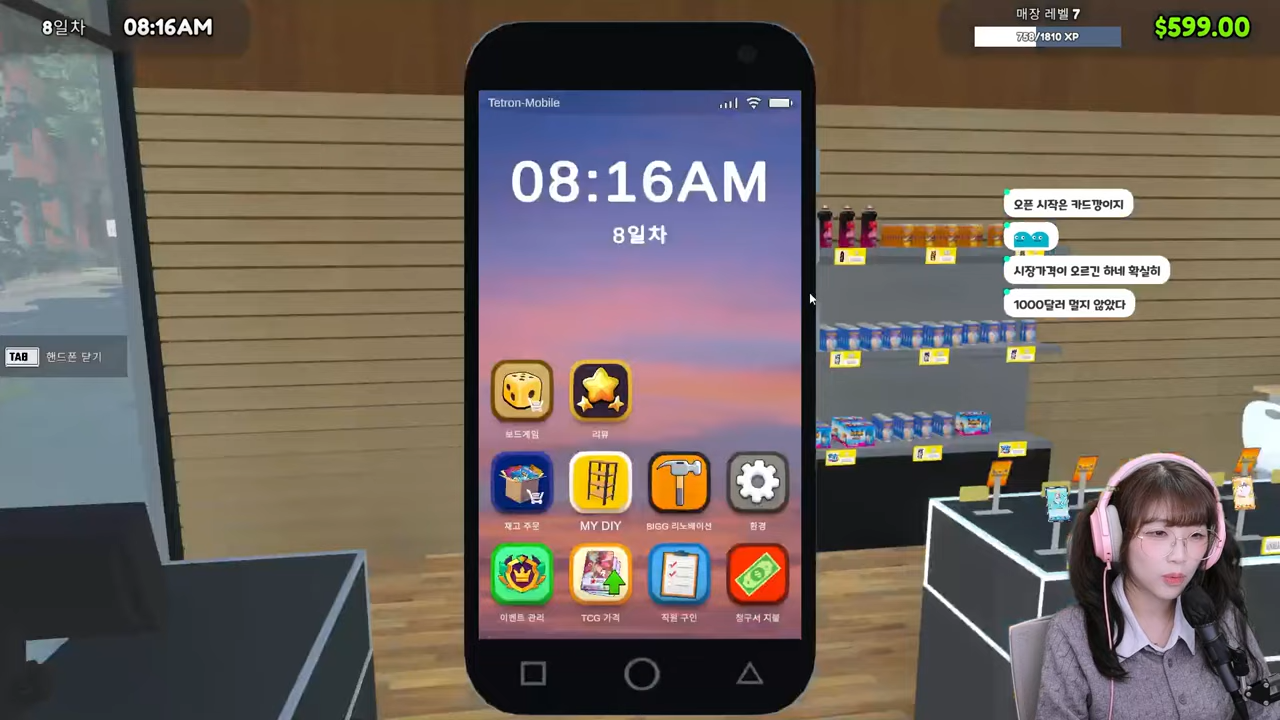 8일차
08:16AM
매장 레벨 7
758/1810 XP
$599.00
Tetron-Mobile
08:16AM
8일차
오픈 시작은 카드깡이지
시장가격이 오르긴 하네 확실히
1000달러 멀지 않았다
TAB
핸드폰 닫기
보드게임
리뷰
재고 주문
MY DIY
BIGG 리노베이션
환경
이벤트 관리
TCG 가격
직원 구인
청구서 지불